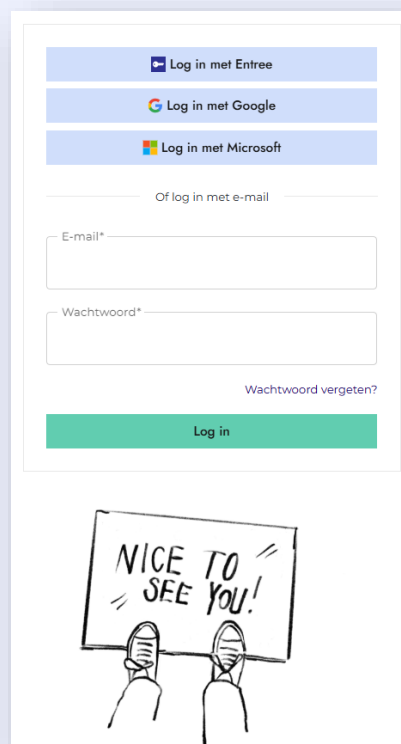 Log in met Entree
Log in met Google
Log in met Microsoft
Of log in met e-mail
E-mail*
Wachtwoord*
Wachtwoord vergeten?
Log in
NICE TO
SEE YOU!